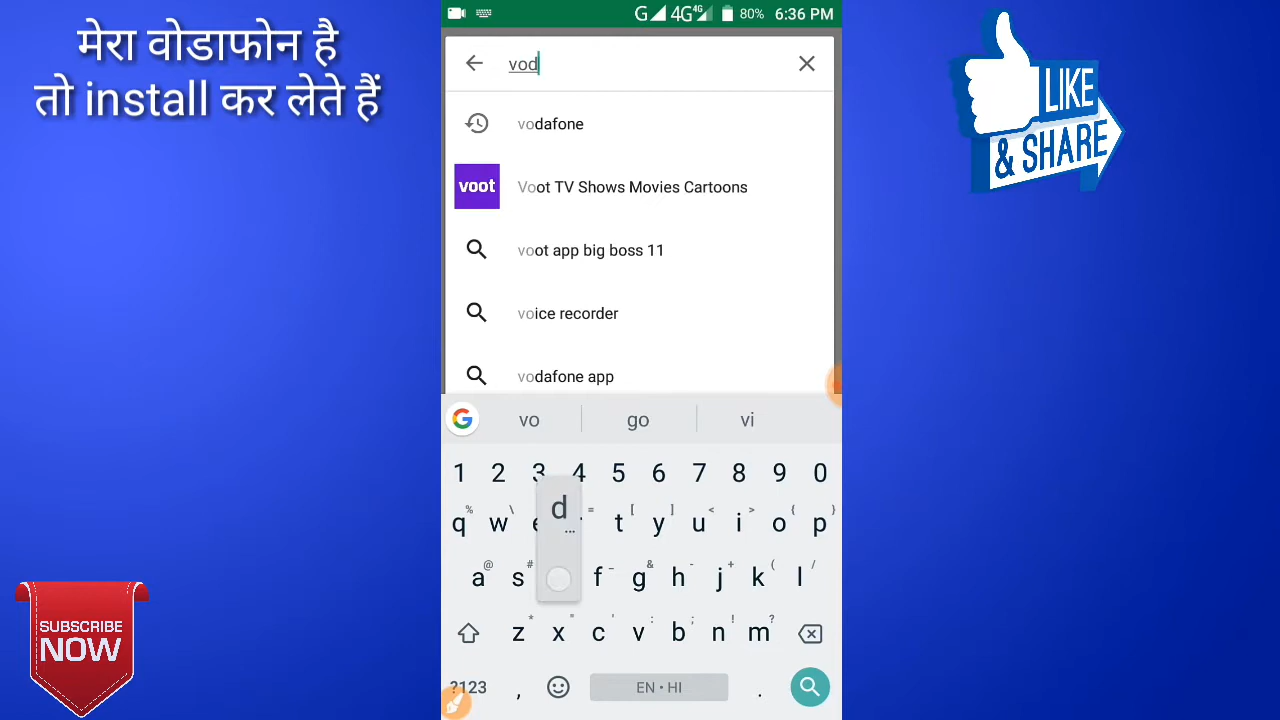 मेरा वोडाफोन है
तो install कर लेते हैं
LIKE
& SHARE
SUBSCRIBE
NOW
G 4G 4G 80% 6:36 PM
vod
vodafone
voot
Voot TV Shows Movies Cartoons
voot app big boss 11
voice recorder
vodafone app
G vo go vi
1 2 3 4 5 6 7 8 9 0
% \ = [ ] < > { }
q w e t y u i o p
d
...
@ # _ & - + ( ) /
a s f g h j k l
* " ' : ; ! ?
z x c v b n m
?123 , EN • HI .